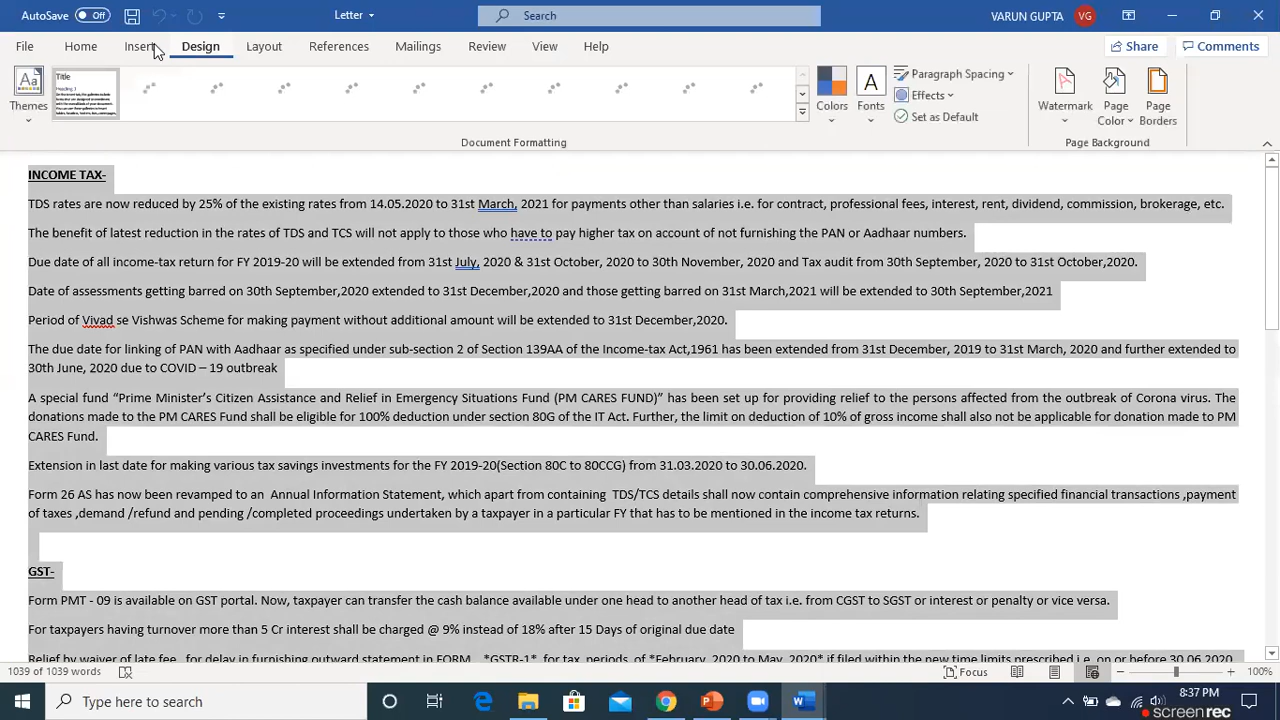 AutoSave Off Letter Search VARUN GUPTA VG
File Home Insert Design Layout References Mailings Review View Help Share Comments
Title
Heading 1
Themes Aa Colors Fonts A Paragraph Spacing
Effects
Set as Default
Watermark Page Color Page Borders
Document Formatting Page Background
INCOME TAX-
TDS rates are now reduced by 25% of the existing rates from 14.05.2020 to 31st March, 2021 for payments other than salaries i.e. for contract, professional fees, interest, rent, dividend, commission, brokerage, etc.
The benefit of latest reduction in the rates of TDS and TCS will not apply to those who have to pay higher tax on account of not furnishing the PAN or Aadhaar numbers.
Due date of all income-tax return for FY 2019-20 will be extended from 31st July, 2020 & 31st October, 2020 to 30th November, 2020 and Tax audit from 30th September, 2020 to 31st October,2020.
Date of assessments getting barred on 30th September,2020 extended to 31st December,2020 and those getting barred on 31st March,2021 will be extended to 30th September,2021
Period of Vivad se Vishwas Scheme for making payment without additional amount will be extended to 31st December,2020.
The due date for linking of PAN with Aadhaar as specified under sub-section 2 of Section 139AA of the Income-tax Act,1961 has been extended from 31st December, 2019 to 31st March, 2020 and further extended to
30th June, 2020 due to COVID – 19 outbreak
A special fund “Prime Minister’s Citizen Assistance and Relief in Emergency Situations Fund (PM CARES FUND)” has been set up for providing relief to the persons affected from the outbreak of Corona virus. The
donations made to the PM CARES Fund shall be eligible for 100% deduction under section 80G of the IT Act. Further, the limit on deduction of 10% of gross income shall also not be applicable for donation made to PM
CARES Fund.
Extension in last date for making various tax savings investments for the FY 2019-20(Section 80C to 80CCG) from 31.03.2020 to 30.06.2020.
Form 26 AS has now been revamped to an Annual Information Statement, which apart from containing TDS/TCS details shall now contain comprehensive information relating specified financial transactions ,payment
of taxes ,demand /refund and pending /completed proceedings undertaken by a taxpayer in a particular FY that has to be mentioned in the income tax returns.
GST-
Form PMT - 09 is available on GST portal. Now, taxpayer can transfer the cash balance available under one head to another head of tax i.e. from CGST to SGST or interest or penalty or vice versa.
For taxpayers having turnover more than 5 Cr interest shall be charged @ 9% instead of 18% after 15 Days of original due date
Relief by waiver of late fee for delay in furnishing outward statement in FORM *GSTR-1* for tax periods of *February, 2020 to May, 2020* if filed within the new time limits prescribed i.e. on or before 30.06.2020
1039 of 1039 words Focus 100%
Type here to search 8:37 PM
screen rec